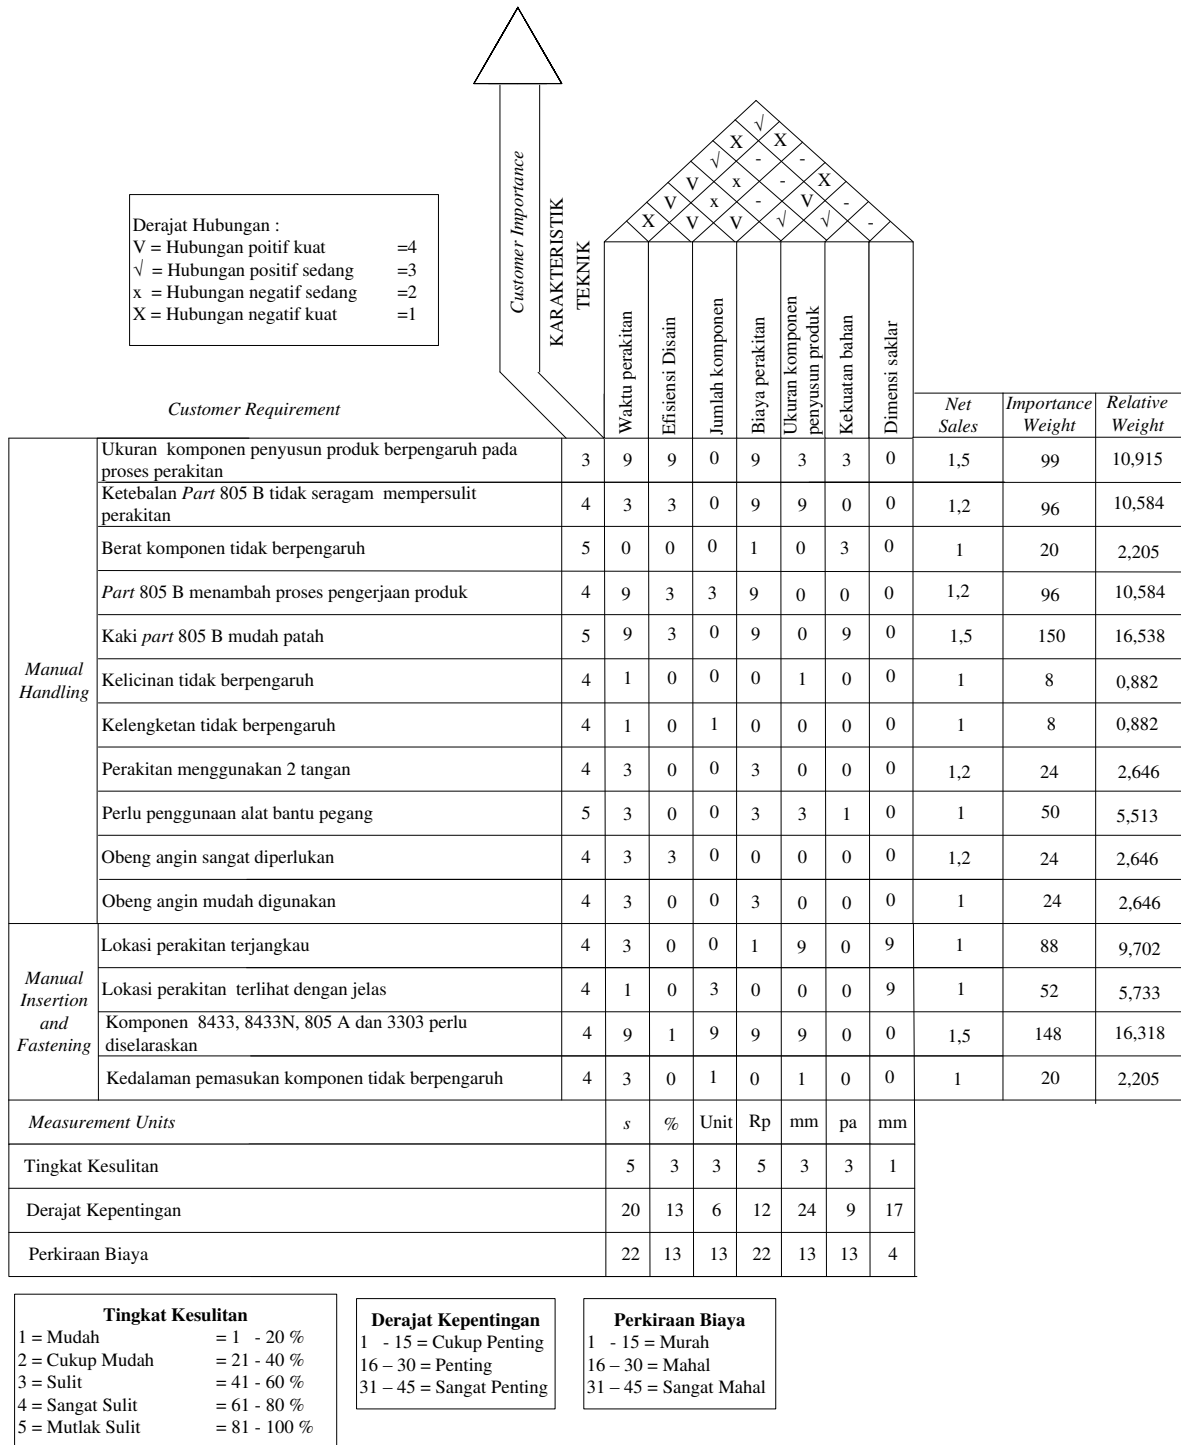 √
X X
√ - -
V x - X
V x - V -
X V V √ √ -
Derajat Hubungan :
V = Hubungan poitif kuat =4
√ = Hubungan positif sedang =3
x = Hubungan negatif sedang =2
X = Hubungan negatif kuat =1
Customer Importance
KARAKTERISTIK
TEKNIK
Waktu perakitan
Efisiensi Disain
Jumlah komponen
Biaya perakitan
Ukuran komponen
penyusun produk
Kekuatan bahan
Dimensi saklar
Customer Requirement
Net
Sales
Importance
Weight
Relative
Weight
Manual
Handling
Ukuran komponen penyusun produk berpengaruh pada
proses perakitan
3 9 9 0 9 3 3 0 1,5 99 10,915
Ketebalan Part 805 B tidak seragam mempersulit
perakitan
4 3 3 0 9 9 0 0 1,2 96 10,584
Berat komponen tidak berpengaruh 5 0 0 0 1 0 3 0 1 20 2,205
Part 805 B menambah proses pengerjaan produk 4 9 3 3 9 0 0 0 1,2 96 10,584
Kaki part 805 B mudah patah 5 9 3 0 9 0 9 0 1,5 150 16,538
Kelicinan tidak berpengaruh 4 1 0 0 0 1 0 0 1 8 0,882
Kelengketan tidak berpengaruh 4 1 0 1 0 0 0 0 1 8 0,882
Perakitan menggunakan 2 tangan 4 3 0 0 3 0 0 0 1,2 24 2,646
Perlu penggunaan alat bantu pegang 5 3 0 0 3 3 1 0 1 50 5,513
Obeng angin sangat diperlukan 4 3 3 0 0 0 0 0 1,2 24 2,646
Obeng angin mudah digunakan 4 3 0 0 3 0 0 0 1 24 2,646
Manual
Insertion
and
Fastening
Lokasi perakitan terjangkau 4 3 0 0 1 9 0 9 1 88 9,702
Lokasi perakitan terlihat dengan jelas 4 1 0 3 0 0 0 9 1 52 5,733
Komponen 8433, 8433N, 805 A dan 3303 perlu
diselaraskan
4 9 1 9 9 9 0 0 1,5 148 16,318
Kedalaman pemasukan komponen tidak berpengaruh 4 3 0 1 0 1 0 0 1 20 2,205
Measurement Units s % Unit Rp mm pa mm
Tingkat Kesulitan 5 3 3 5 3 3 1
Derajat Kepentingan 20 13 6 12 24 9 17
Perkiraan Biaya 22 13 13 22 13 13 4
Tingkat Kesulitan
1 = Mudah = 1 - 20 %
2 = Cukup Mudah = 21 - 40 %
3 = Sulit = 41 - 60 %
4 = Sangat Sulit = 61 - 80 %
5 = Mutlak Sulit = 81 - 100 %
Derajat Kepentingan
1 - 15 = Cukup Penting
16 – 30 = Penting
31 – 45 = Sangat Penting
Perkiraan Biaya
1 - 15 = Murah
16 – 30 = Mahal
31 – 45 = Sangat Mahal